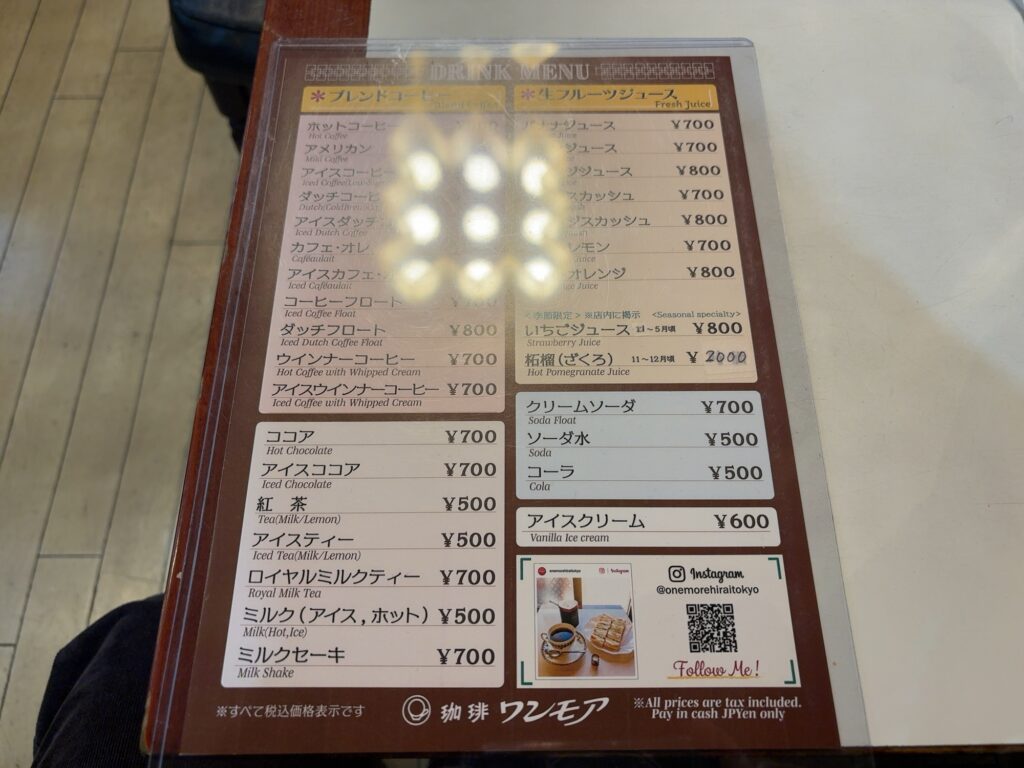 DRINK MENU
*ブレンドコーヒー
ホットコーヒー
Hot Coffee
アメリカン
Mild Coffee
アイスコーヒ
Iced Coffee
ダッチコーヒ
アイスダッチ
Iced Dutch Coffee
カフェ・オレ
Caféaulait
アイスカフェ・
Iced Caféaulait
コーヒーフロート
Iced Coffee Float
ダッチフロート ¥800
Iced Dutch Coffee Float
ウインナーコーヒー ¥700
Hot Coffee with Whipped Cream
アイスウインナーコーヒー ¥700
Iced Coffee with Whipped Cream
ココア ¥700
Hot Chocolate
アイスココア ¥700
Iced Chocolate
紅 茶 ¥500
Tea(Milk/Lemon)
アイスティー ¥500
Iced Tea(Milk/Lemon)
ロイヤルミルクティー ¥700
Royal Milk Tea
ミルク(アイス,ホット) ¥500
Milk(Hot,Ice)
ミルクセーキ ¥700
Milk Shake
*生フルーツジュース
Fresh Juice
ジュース ¥700
ジュース ¥700
ジュース ¥800
スカッシュ ¥700
スカッシュ ¥800
レモン ¥700
オレンジ ¥800
<季節限定>※店内に掲示 <Seasonal specialty>
いちごジュース 1~5月頃 ¥800
Strawberry Juice
柘榴(ざくろ) 11~12月頃 ¥2000
Hot Pomegranate Juice
クリームソーダ ¥700
Soda Float
ソーダ水 ¥500
Soda
コーラ ¥500
Cola
アイスクリーム ¥600
Vanilla Ice cream
onemorehiraitokyo
Instagram
Instagram
@onemorehiraitokyo
Follow Me!
※すべて税込価格表示です
珈琲 ワンモア
※All prices are tax included.
Pay in cash JPYen only